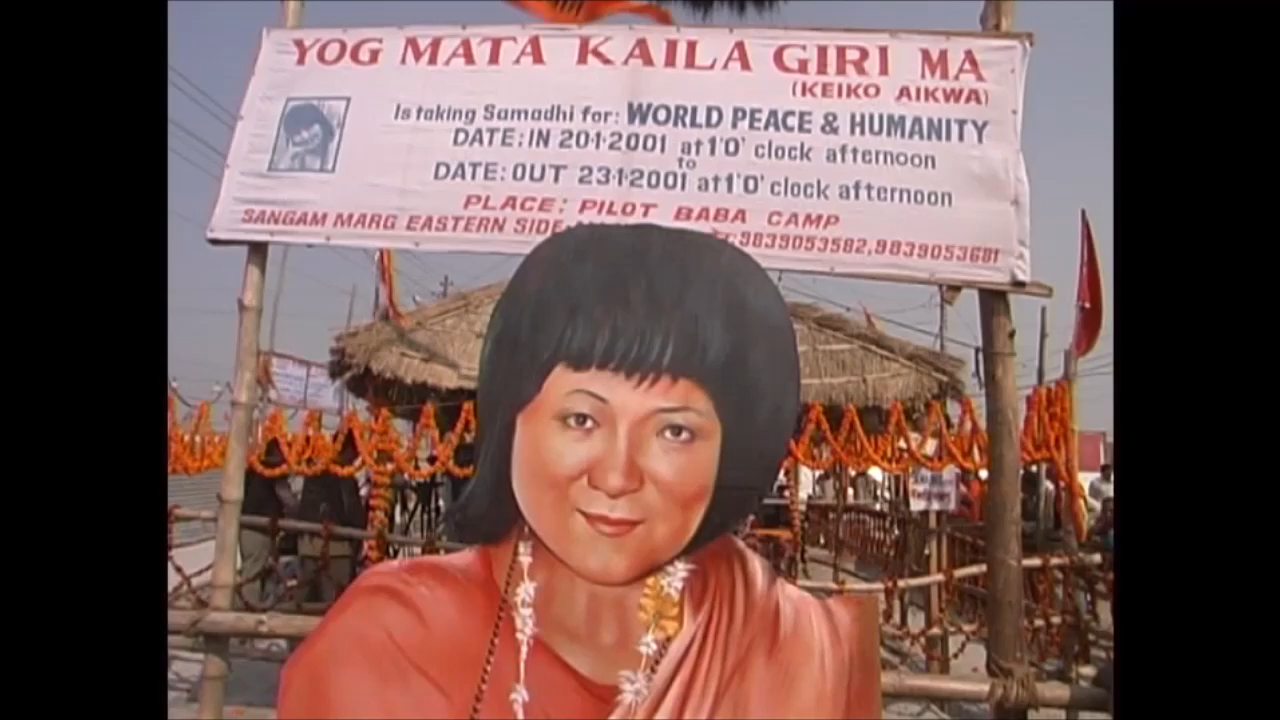 YOG MATA KAILA GIRI MA
(KEIKO AIKWA)
Is taking Samadhi for: WORLD PEACE & HUMANITY
DATE: IN 20·1·2001 at 1'O' clock afternoon
to
DATE: OUT 23·1·2001 at 1'O' clock afternoon
PLACE: PILOT BABA CAMP
SANGAM MARG EASTERN SIDE 9839053582, 9839053681